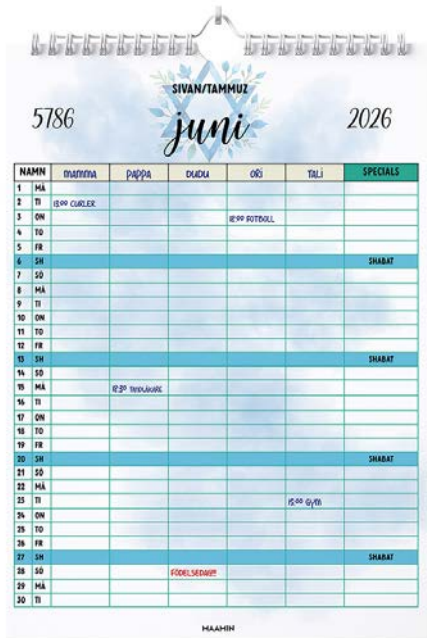 SIVAN/TAMMUZ
5786 juni 2026
NAMN mamma PAPPA DUDU ORI TALI SPECIALS
1 MÅ
2 TI 13:00 CURLER
3 ON 18:00 FOTBOLL
4 TO
5 FR
6 SH SHABAT
7 SÖ
8 MÅ
9 TI
10 ON
11 TO
12 FR
13 SH SHABAT
14 SÖ
15 MÅ 12:30 TANDLÄKARE
16 TI
17 ON
18 TO
19 FR
20 SH SHABAT
21 SÖ
22 MÅ
23 TI 15:00 GYM
24 ON
25 TO
26 FR
27 SH SHABAT
28 SÖ FÖDELSEDAG!!!
29 MÅ
30 TI
MAAMIN